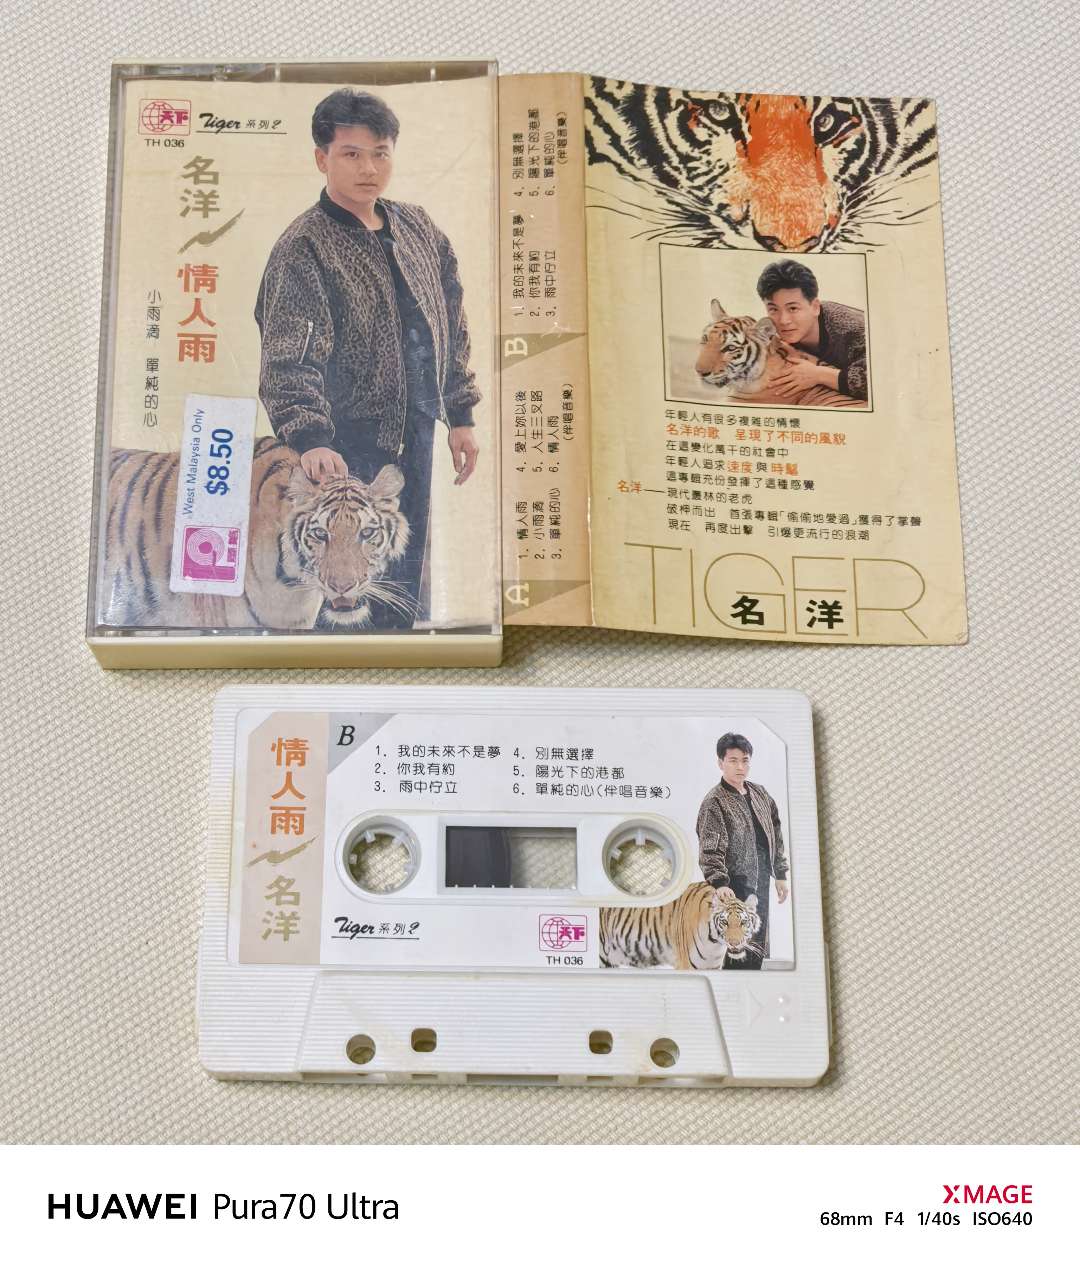 天下
TH 036
Tiger 系列2
名洋
情人雨
小雨滴 單純的心
West Malaysia Only
$8.50
A
1. 情人雨
2. 小雨滴
3. 單純的心
4. 愛上妳以後
5. 人生三叉路
6. 情人雨
(伴唱音樂)
B
1. 我的未來不是夢
2. 你我有約
3. 雨中佇立
4. 別無選擇
5. 陽光下的港都
6. 單純的心
(伴唱音樂)
年輕人有很多複雜的情懷
名洋的歌 呈現了不同的風貌
在這變化萬千的社會中
年輕人追求速度與時髦
這專輯充份發揮了這種感覺
名洋——現代叢林的老虎
破柙而出 首張專輯「偷偷地愛過」獲得了掌聲
現在 再度出擊 引爆更流行的浪潮
TIGER
名洋
情人雨
名洋
B
1. 我的未來不是夢 4. 別無選擇
2. 你我有約 5. 陽光下的港都
3. 雨中佇立 6. 單純的心(伴唱音樂)
Tiger 系列2
天下
TH 036
HUAWEI Pura70 Ultra
XMAGE
68mm F4 1/40s ISO640